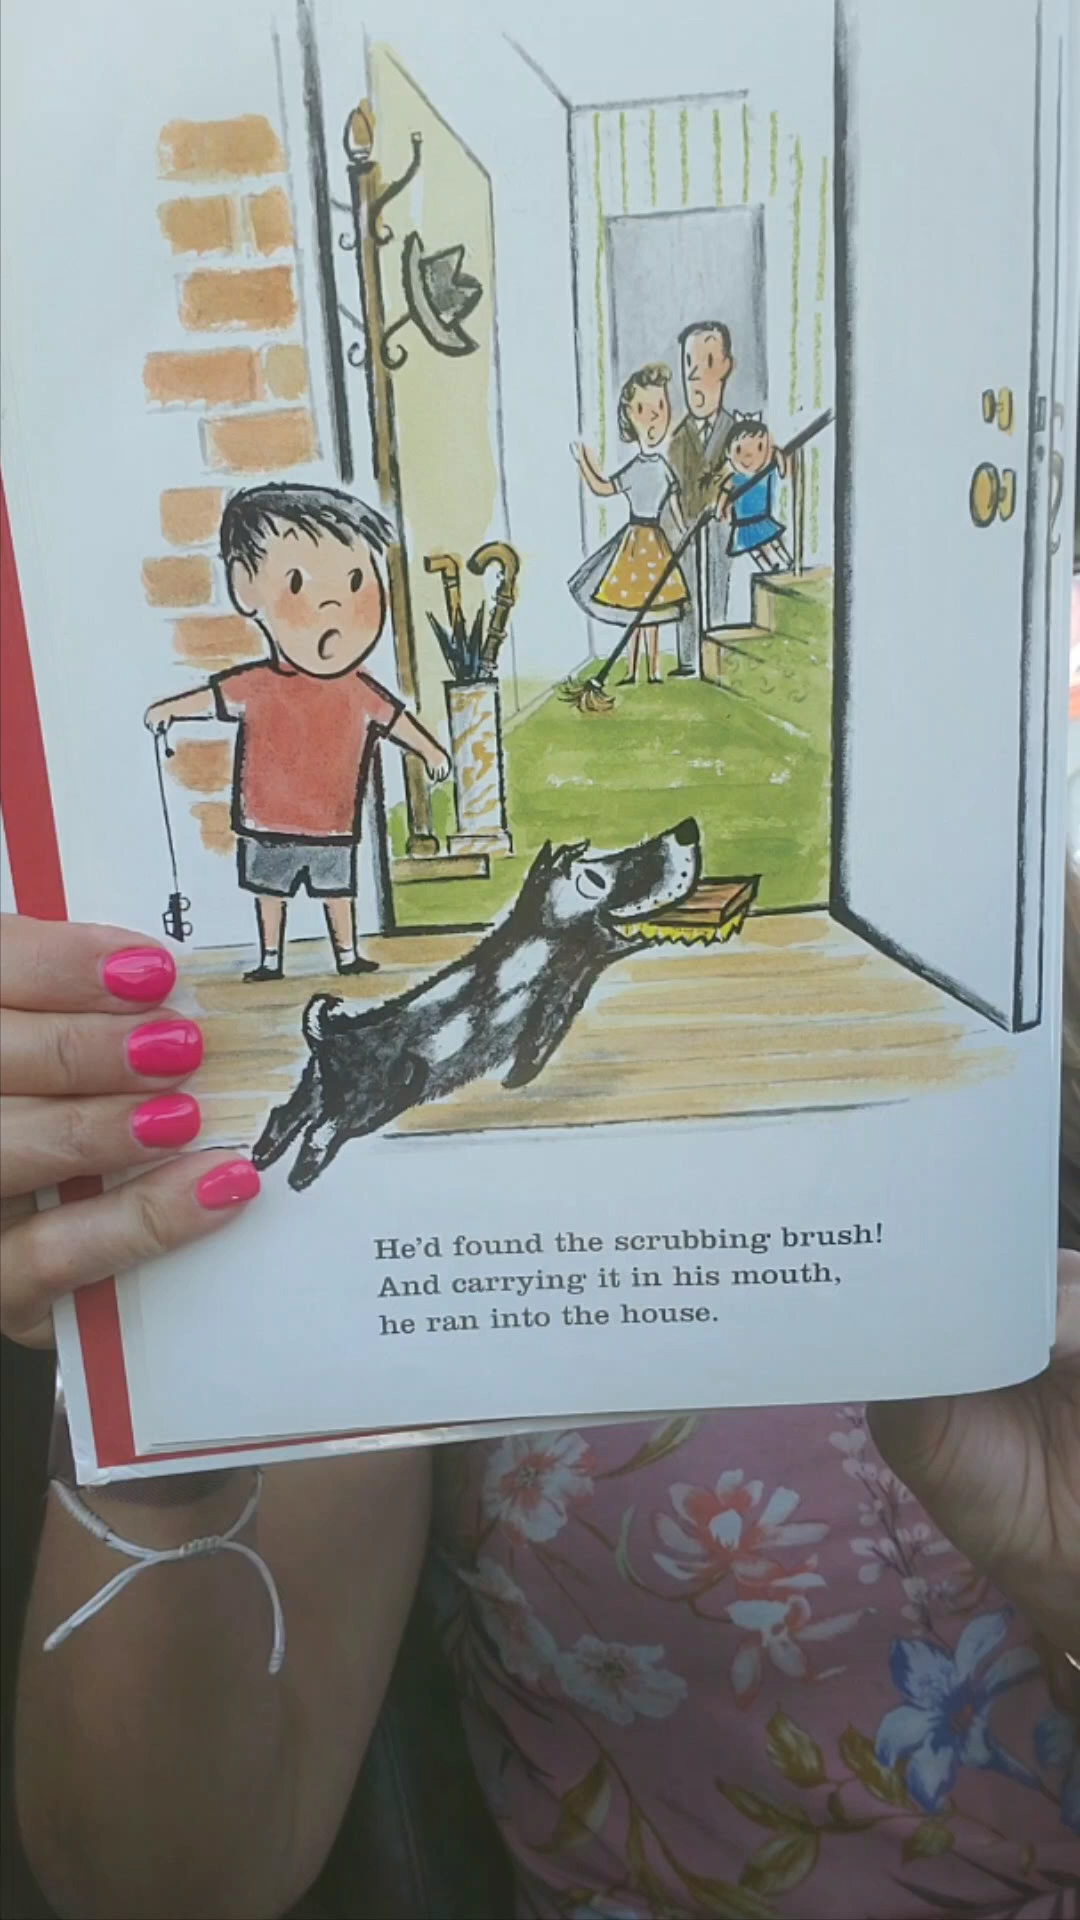 He'd found the scrubbing brush!
And carrying it in his mouth,
he ran into the house.